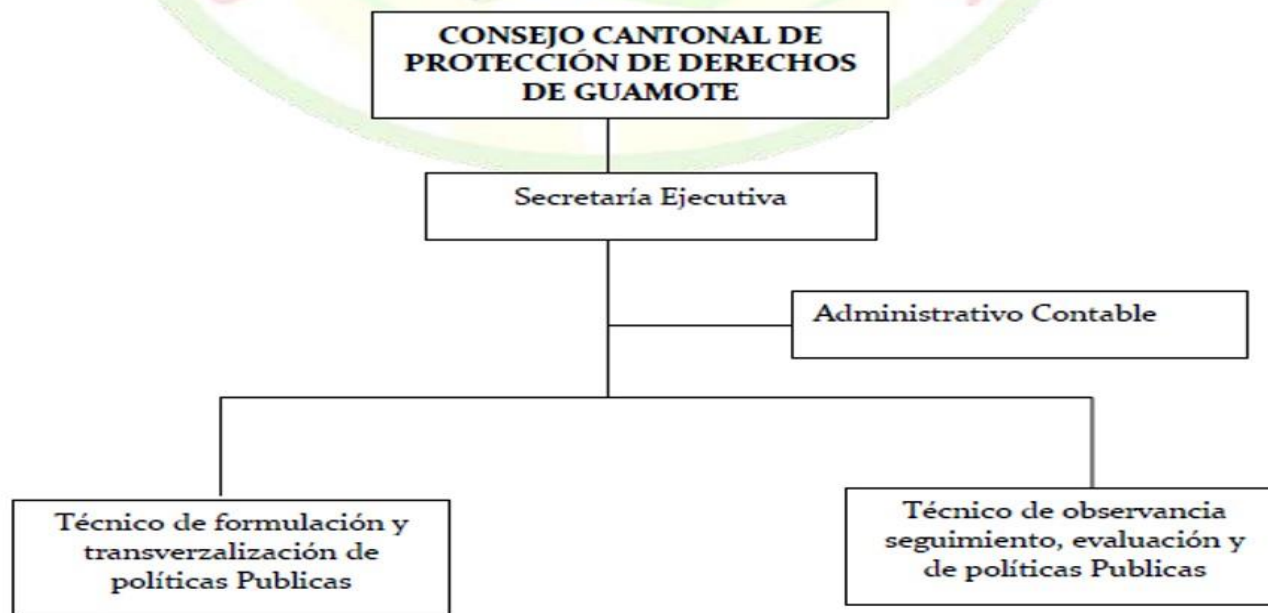 CONSEJO CANTONAL DE
PROTECCIÓN DE DERECHOS
DE GUAMOTE
Secretaría Ejecutiva
Administrativo Contable
Técnico de formulación y
transverzalización de
políticas Publicas
Técnico de observancia
seguimiento, evaluación y
de políticas Publicas